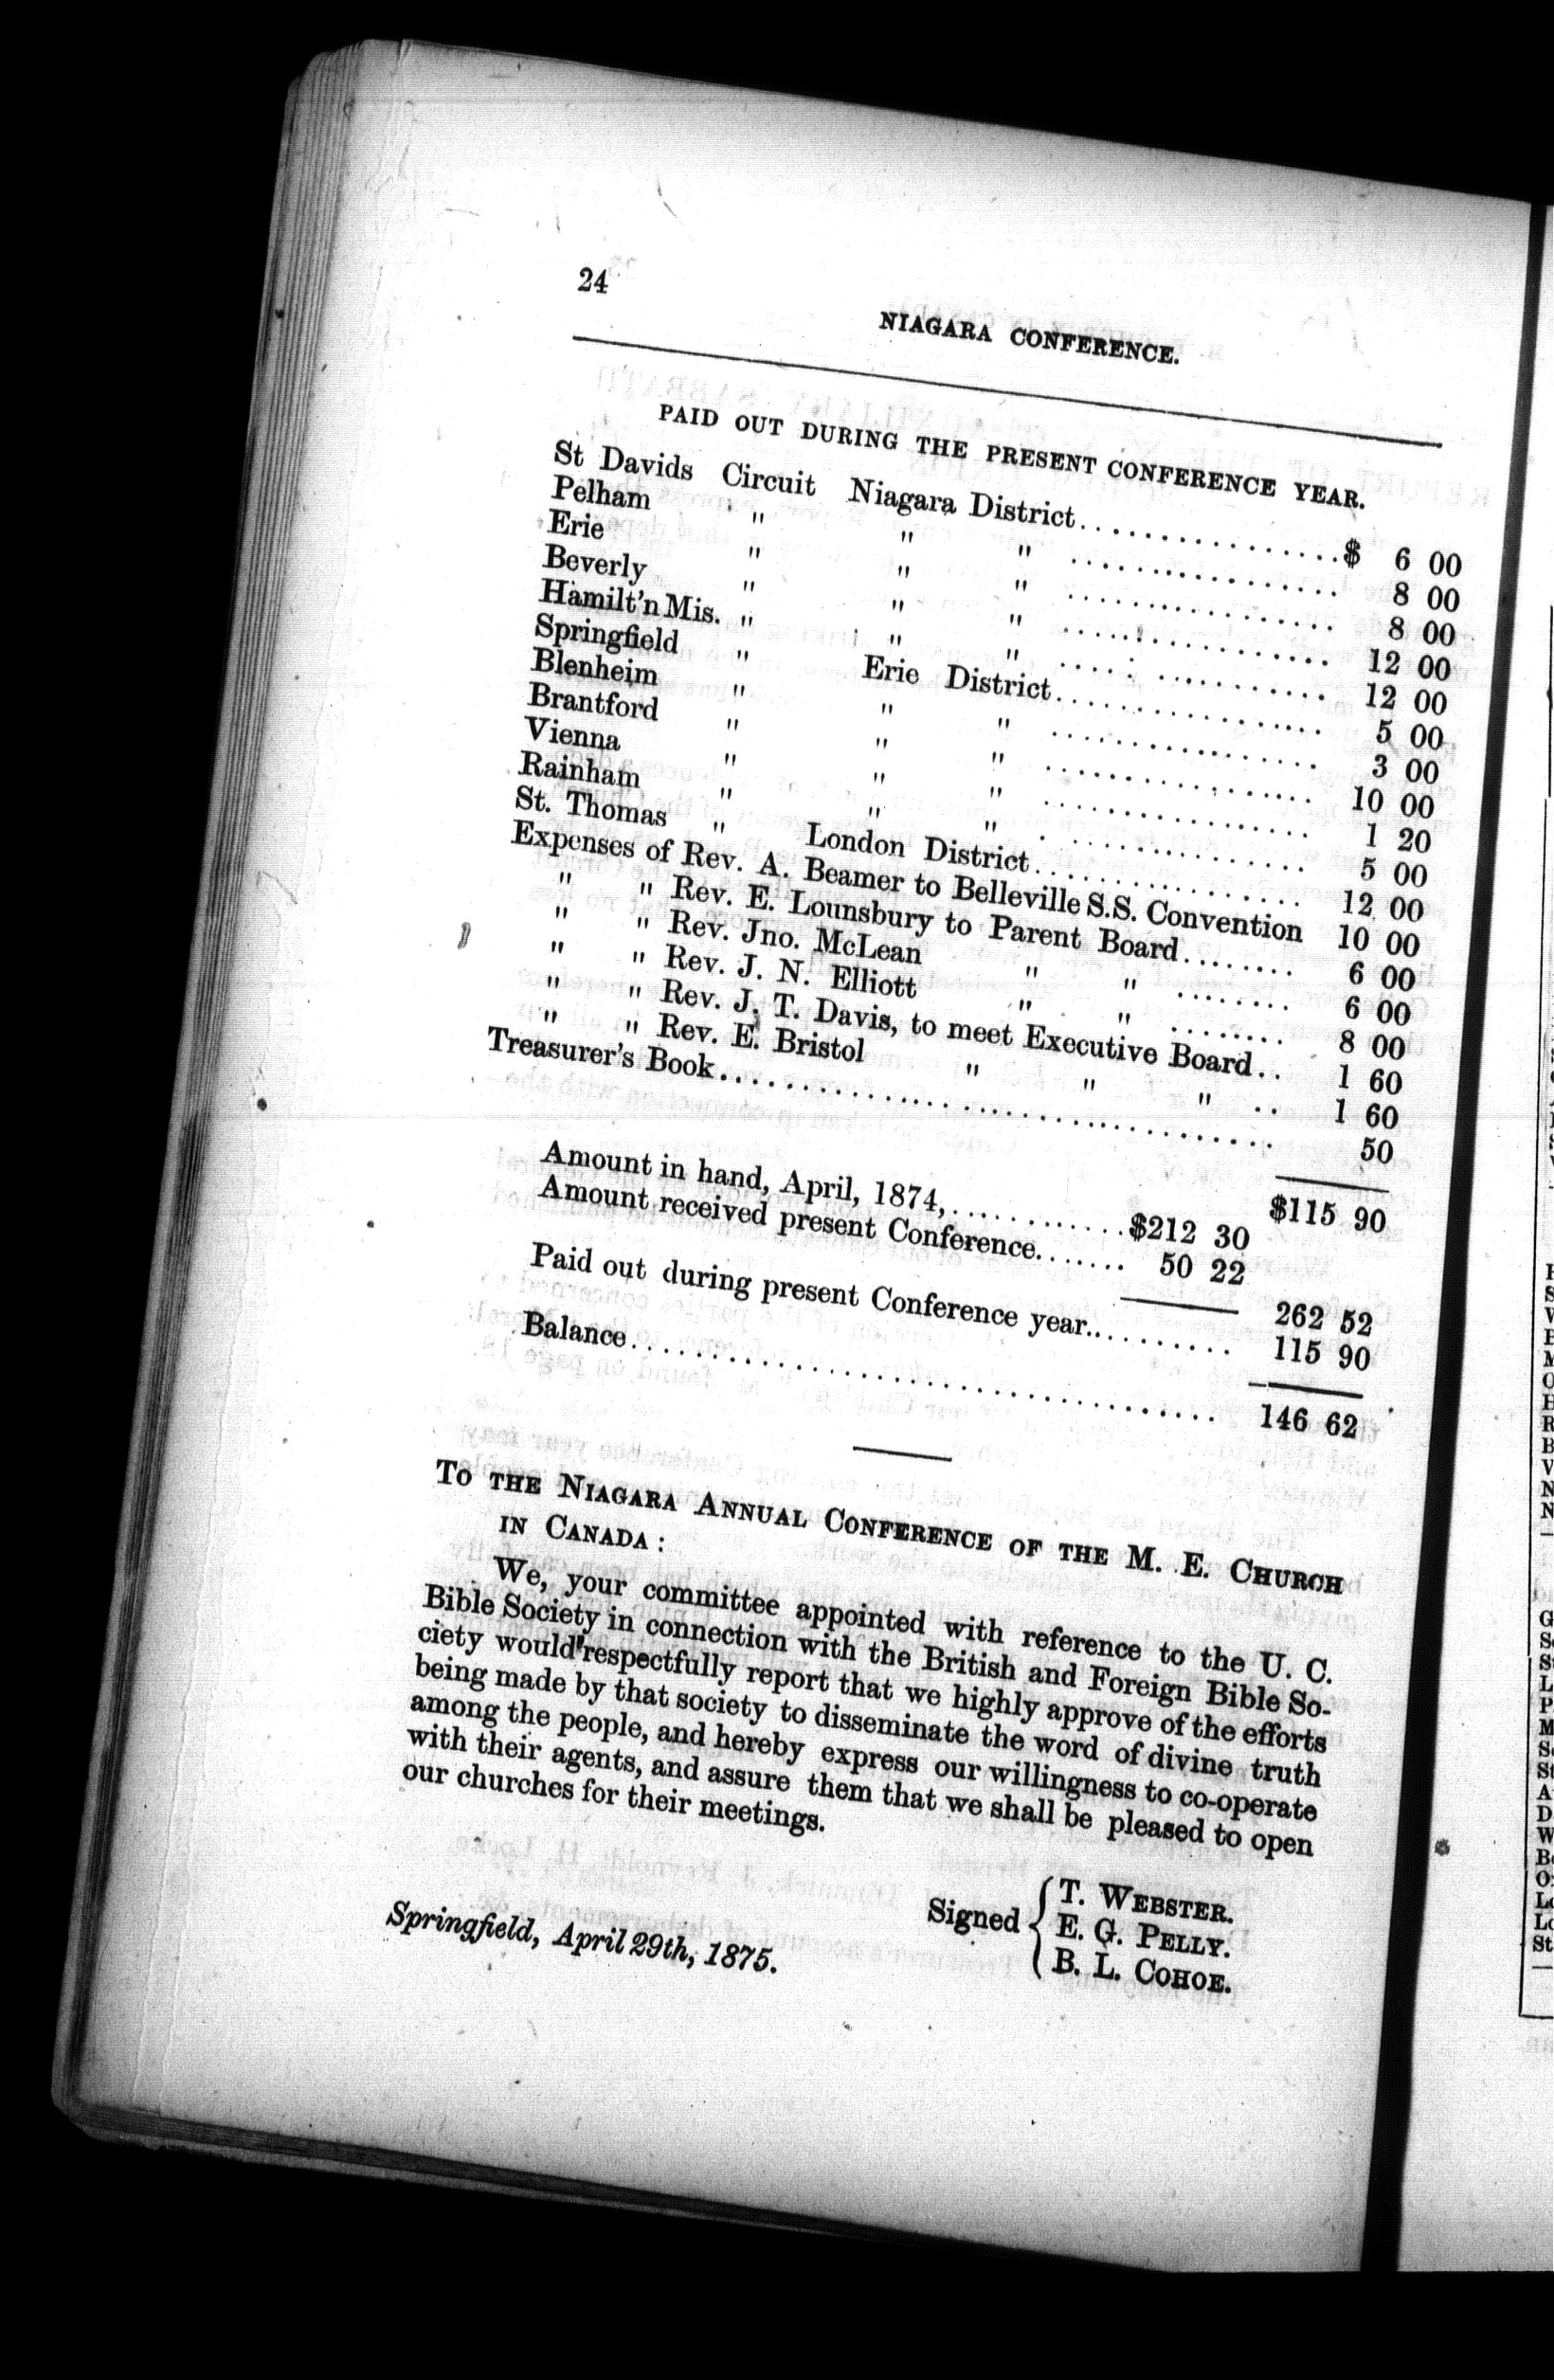 24
NIAGARA CONFERENCE.
PAID OUT DURING THE PRESENT CONFERENCE YEAR.
St Davids Circuit Niagara District................$ 6 00
Pelham " " " ................ 8 00
Erie " " " ................ 8 00
Beverly " " " ................ 12 00
Hamilt'n Mis. " " " ................ 12 00
Springfield " Erie District................ 5 00
Blenheim " " " ................ 3 00
Brantford " " " ................ 10 00
Vienna " " " ................ 1 20
Rainham " " " ................ 5 00
St. Thomas " London District................ 12 00
Expenses of Rev. A. Beamer to Belleville S.S. Convention 10 00
" " Rev. E. Lounsbury to Parent Board........ 6 00
" " Rev. Jno. McLean " " ........ 6 00
" " Rev. J. N. Elliott " " ........ 8 00
" " Rev. J. T. Davis, to meet Executive Board.. 1 60
" " Rev. E. Bristol " " " .. 1 60
Treasurer's Book................................ 50
$115 90
Amount in hand, April, 1874,............$212 30
Amount received present Conference....... 50 22
262 52
Paid out during present Conference year........... 115 90
Balance................................ 146 62
TO THE NIAGARA ANNUAL CONFERENCE OF THE M. E. CHURCH
IN CANADA :
We, your committee appointed with reference to the U. C.
Bible Society in connection with the British and Foreign Bible So-
ciety would respectfully report that we highly approve of the efforts
being made by that society to disseminate the word of divine truth
among the people, and hereby express our willingness to co-operate
with their agents, and assure them that we shall be pleased to open
our churches for their meetings.
Signed { T. WEBSTER.
E. G. PELLY.
B. L. COHOE.
Springfield, April 29th, 1875.